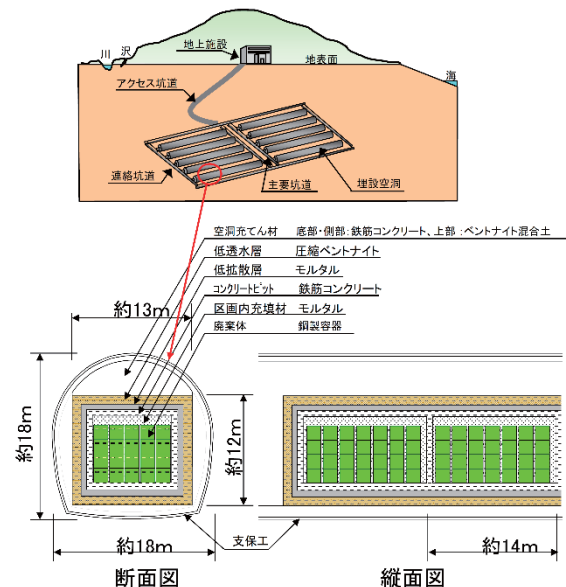 地上施設
川
沢
地表面
海
アクセス坑道
連絡坑道
主要坑道
埋設空洞
空洞充てん材 底部・側部:鉄筋コンクリート、上部:ベントナイト混合土
低透水層 圧縮ベントナイト
低拡散層 モルタル
コンクリートピット 鉄筋コンクリート
区画内充填材 モルタル
廃棄体 鋼製容器
約13m
約18m
約12m
支保工
約18m
約14m
断面図
縦面図